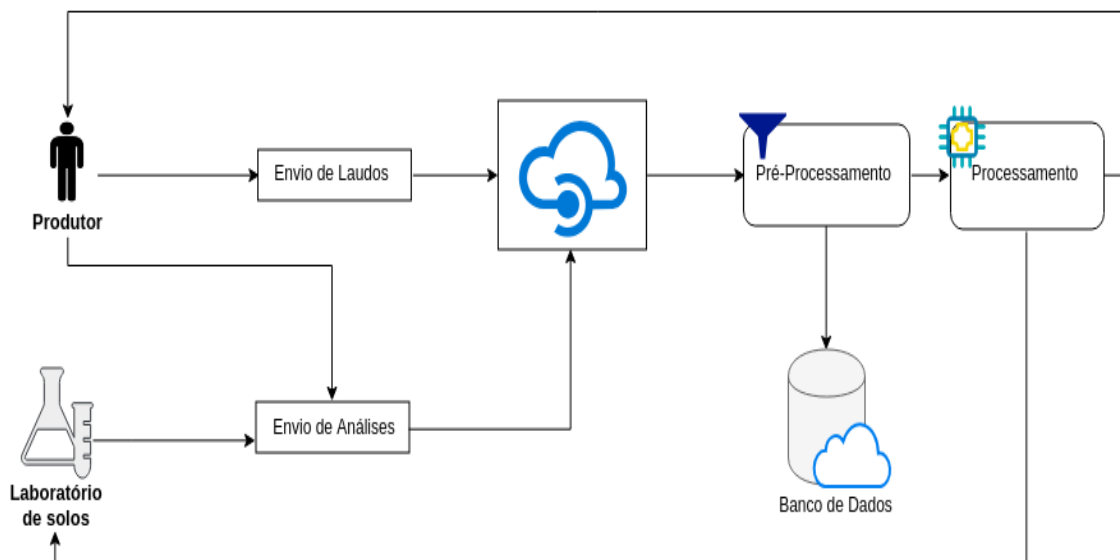 Envio de Laudos
Pré-Processamento
Processamento
Produtor
Envio de Análises
Laboratório
de solos
Banco de Dados